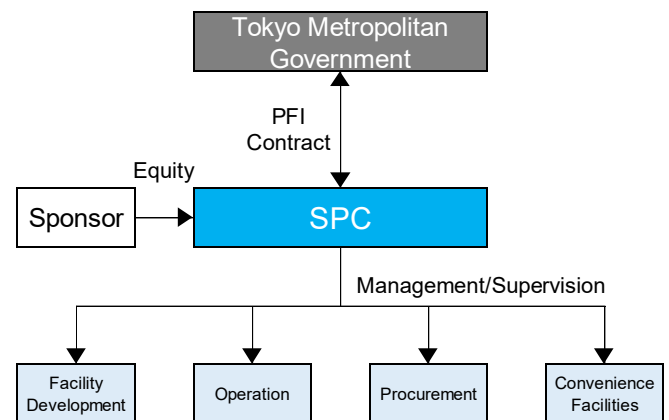 Tokyo Metropolitan
Government
PFI
Contract
Equity
Sponsor
SPC
Management/Supervision
Facility
Development
Operation
Procurement
Convenience
Facilities